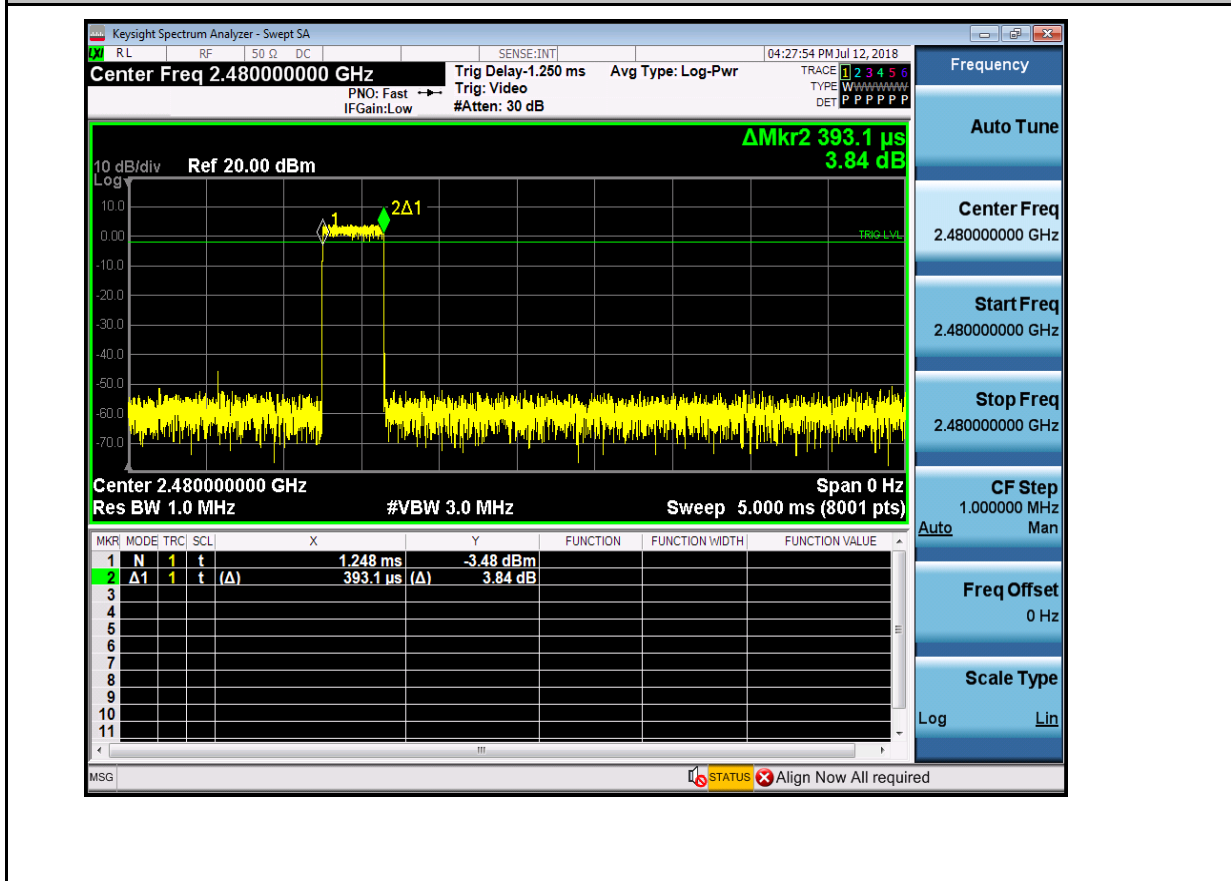 Keysight Spectrum Analyzer - Swept SA
LXI RL RF 50 Ω DC SENSE:INT 04:27:54 PM Jul 12, 2018
Center Freq 2.480000000 GHz Trig Delay-1.250 ms Avg Type: Log-Pwr TRACE 1 2 3 4 5 6
PNO: Fast Trig: Video TYPE WWWWWW
IFGain:Low #Atten: 30 dB DET P P P P P P
ΔMkr2 393.1 µs
3.84 dB
10 dB/div Ref 20.00 dBm
Log
10.0
0.00
-10.0
-20.0
-30.0
-40.0
-50.0
-60.0
-70.0
1
2Δ1
TRIG LVL
Center 2.480000000 GHz Span 0 Hz
Res BW 1.0 MHz #VBW 3.0 MHz Sweep 5.000 ms (8001 pts)
MKR MODE TRC SCL X Y FUNCTION FUNCTION WIDTH FUNCTION VALUE
1 N 1 t 1.248 ms -3.48 dBm
2 Δ1 1 t (Δ) 393.1 µs (Δ) 3.84 dB
3
4
5
6
7
8
9
10
11
MSG STATUS Align Now All required
Frequency
Auto Tune
Center Freq
2.480000000 GHz
Start Freq
2.480000000 GHz
Stop Freq
2.480000000 GHz
CF Step
1.000000 MHz
Auto Man
Freq Offset
0 Hz
Scale Type
Log Lin